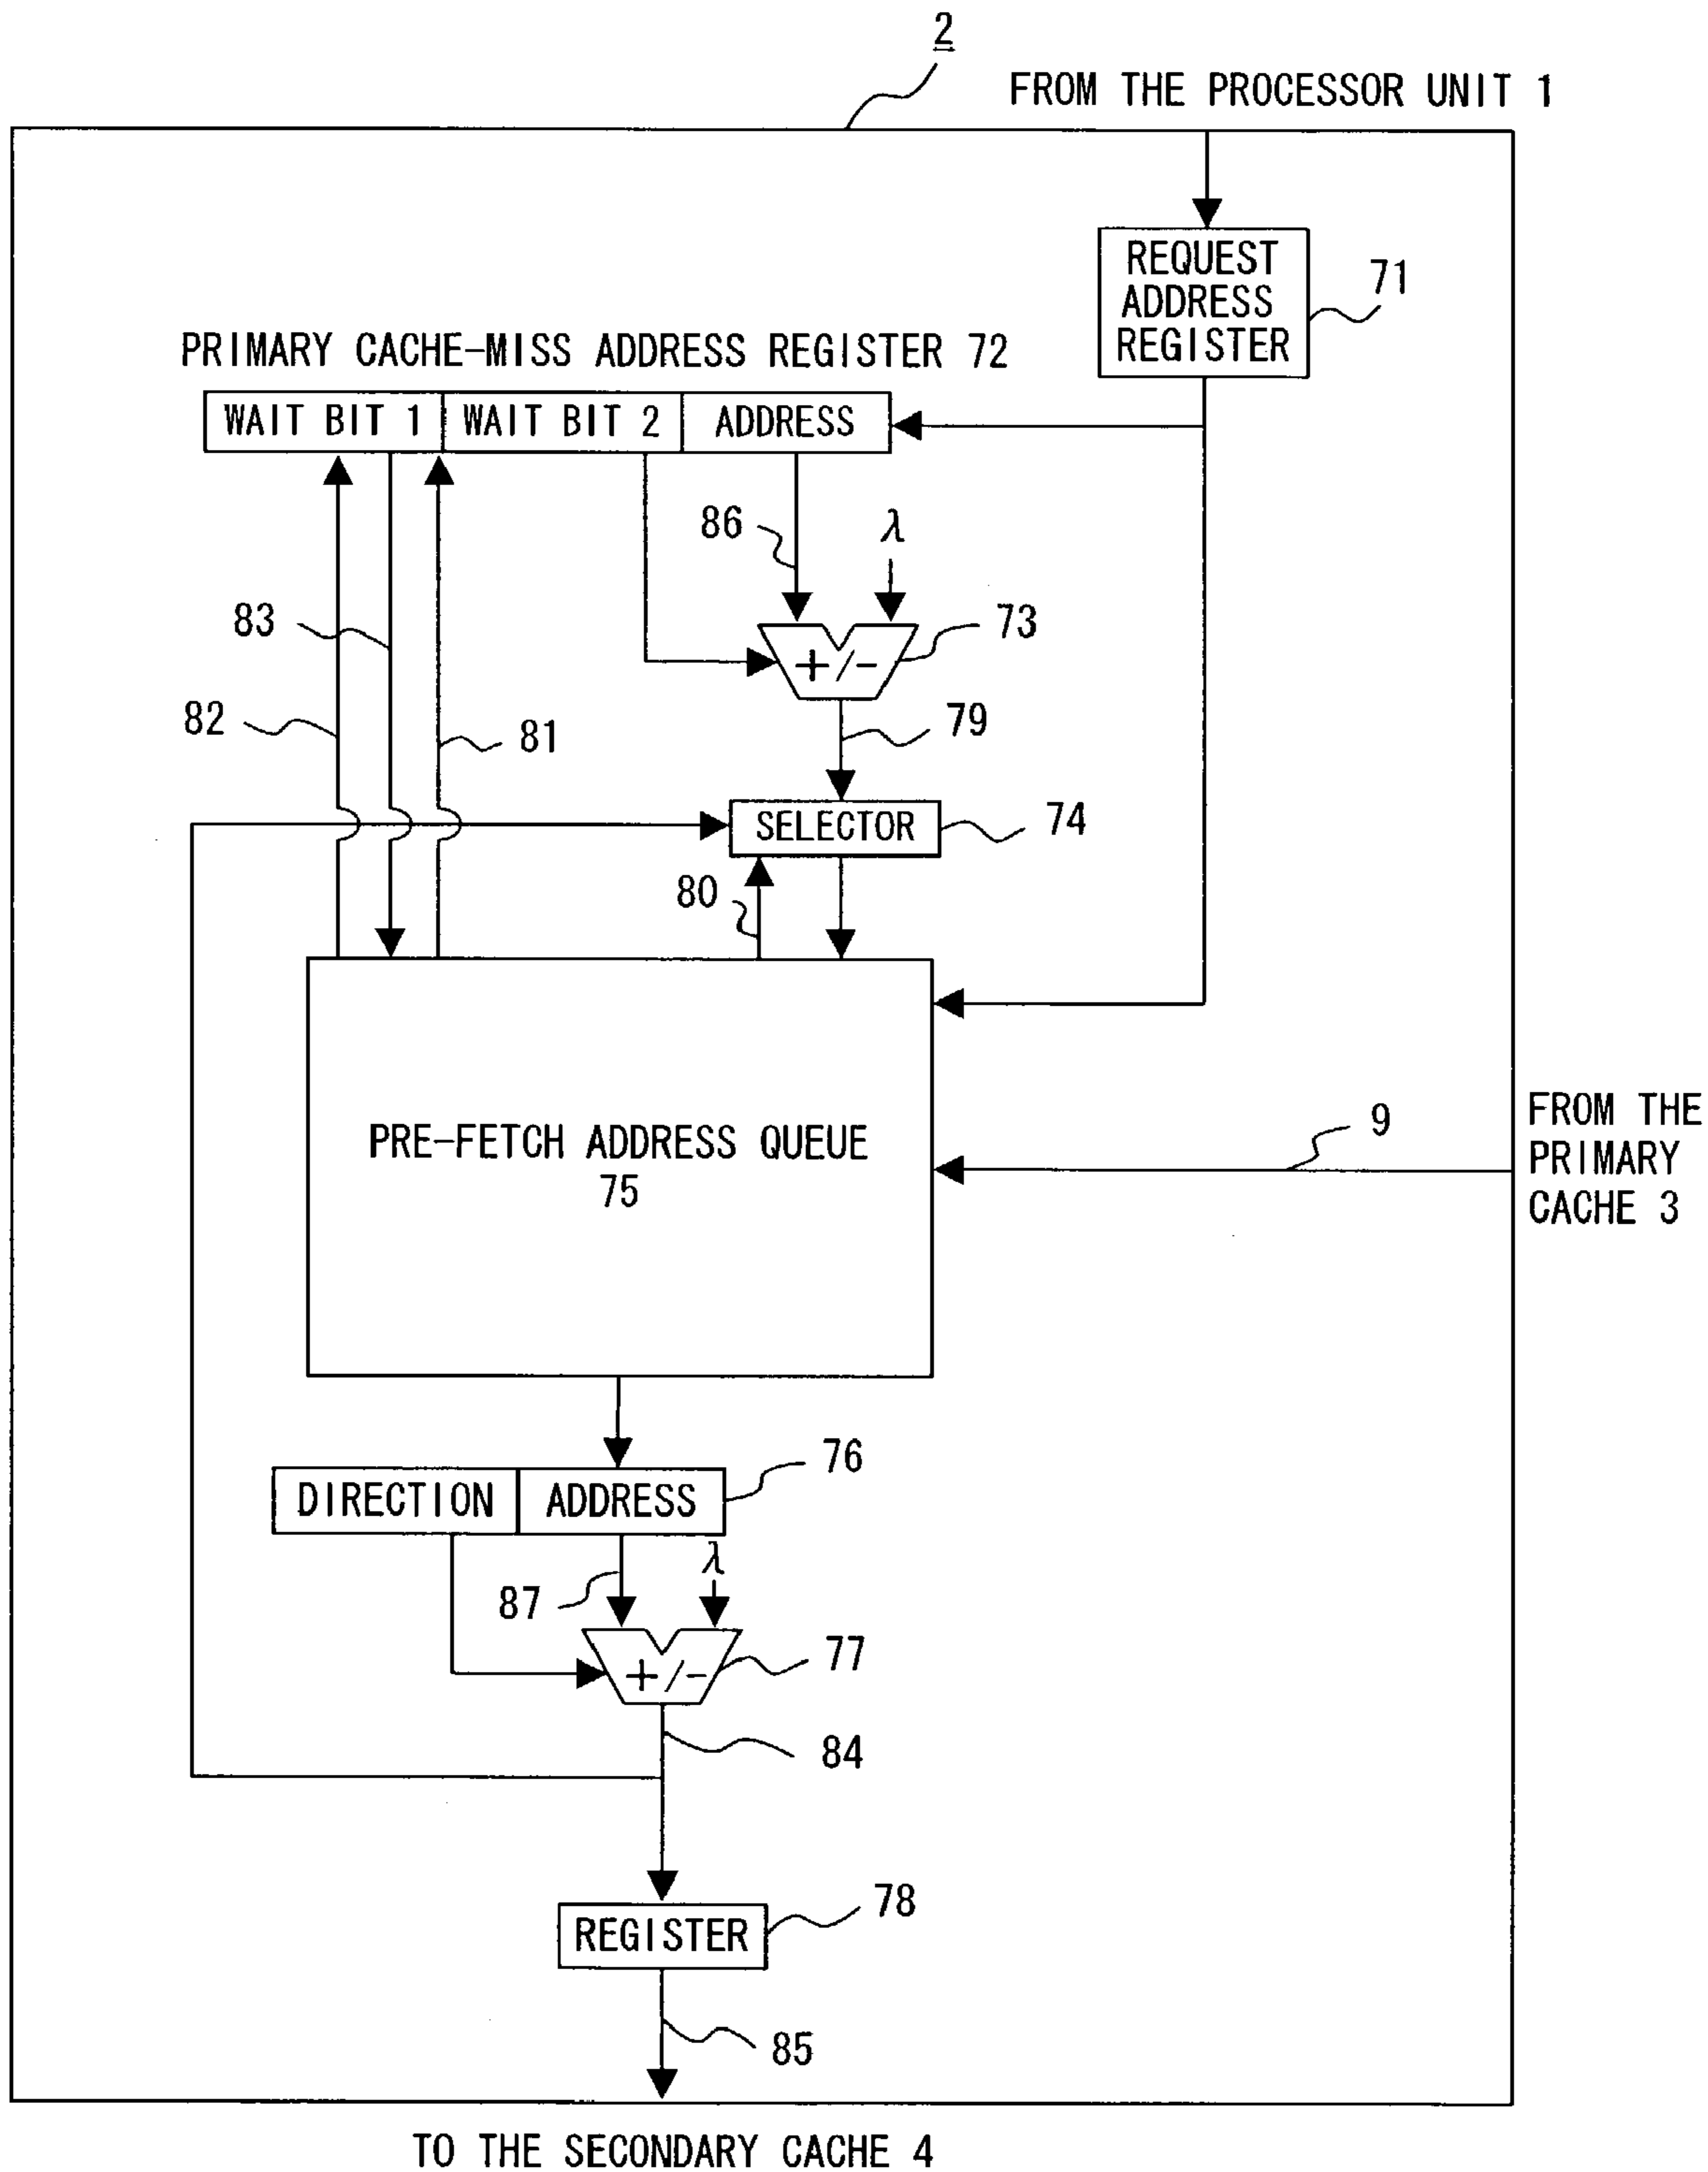 2
FROM THE PROCESSOR UNIT 1
REQUEST
ADDRESS
REGISTER
71
PRIMARY CACHE-MISS ADDRESS REGISTER 72
WAIT BIT 1 WAIT BIT 2 ADDRESS
86
λ
83
73
+/-
82
81
79
SELECTOR
74
80
PRE-FETCH ADDRESS QUEUE
75
9
FROM THE
PRIMARY
CACHE 3
76
DIRECTION ADDRESS
λ
87
77
+/-
84
78
REGISTER
85
TO THE SECONDARY CACHE 4